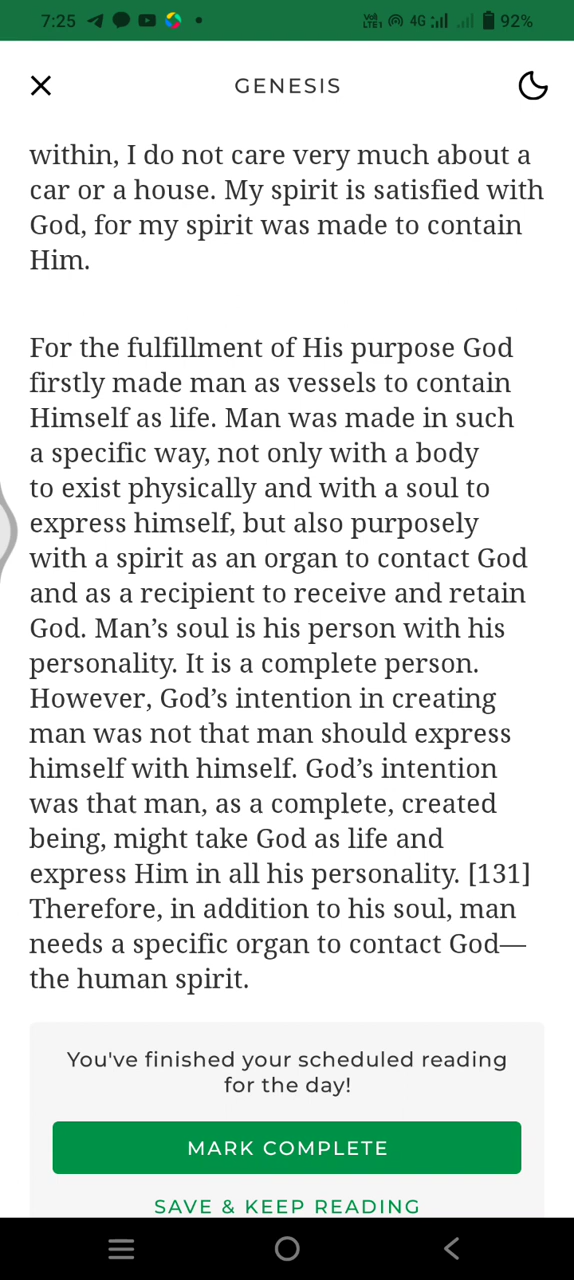 7:25
VoD LTE1 4G 92%
GENESIS
within, I do not care very much about a
car or a house. My spirit is satisfied with
God, for my spirit was made to contain
Him.
For the fulfillment of His purpose God
firstly made man as vessels to contain
Himself as life. Man was made in such
a specific way, not only with a body
to exist physically and with a soul to
express himself, but also purposely
with a spirit as an organ to contact God
and as a recipient to receive and retain
God. Man’s soul is his person with his
personality. It is a complete person.
However, God’s intention in creating
man was not that man should express
himself with himself. God’s intention
was that man, as a complete, created
being, might take God as life and
express Him in all his personality. [131]
Therefore, in addition to his soul, man
needs a specific organ to contact God—
the human spirit.
You've finished your scheduled reading
for the day!
MARK COMPLETE
SAVE & KEEP READING